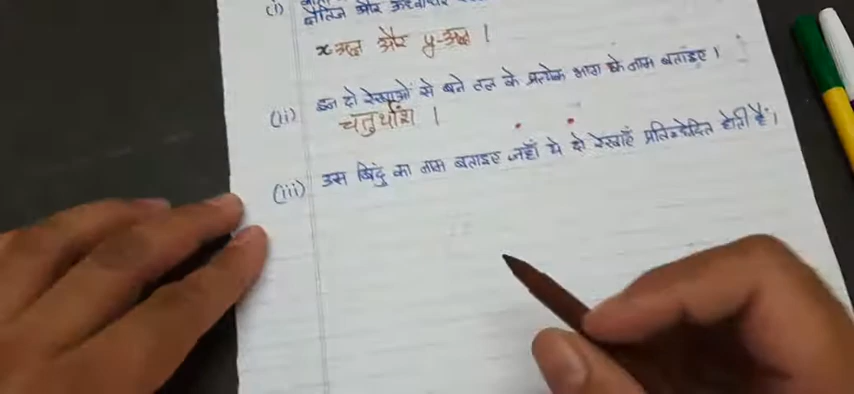 (i)
क्षैतिज और
x अक्ष और y-अक्ष ।
(ii) इन दो रेखाओं से बने तल के प्रत्येक भाग के नाम बताइए ।
चतुर्थांश ।
(iii) उस बिंदु का नाम बताइए जहाँ ये दो रेखाएँ प्रतिच्छेदित होती हैं ।